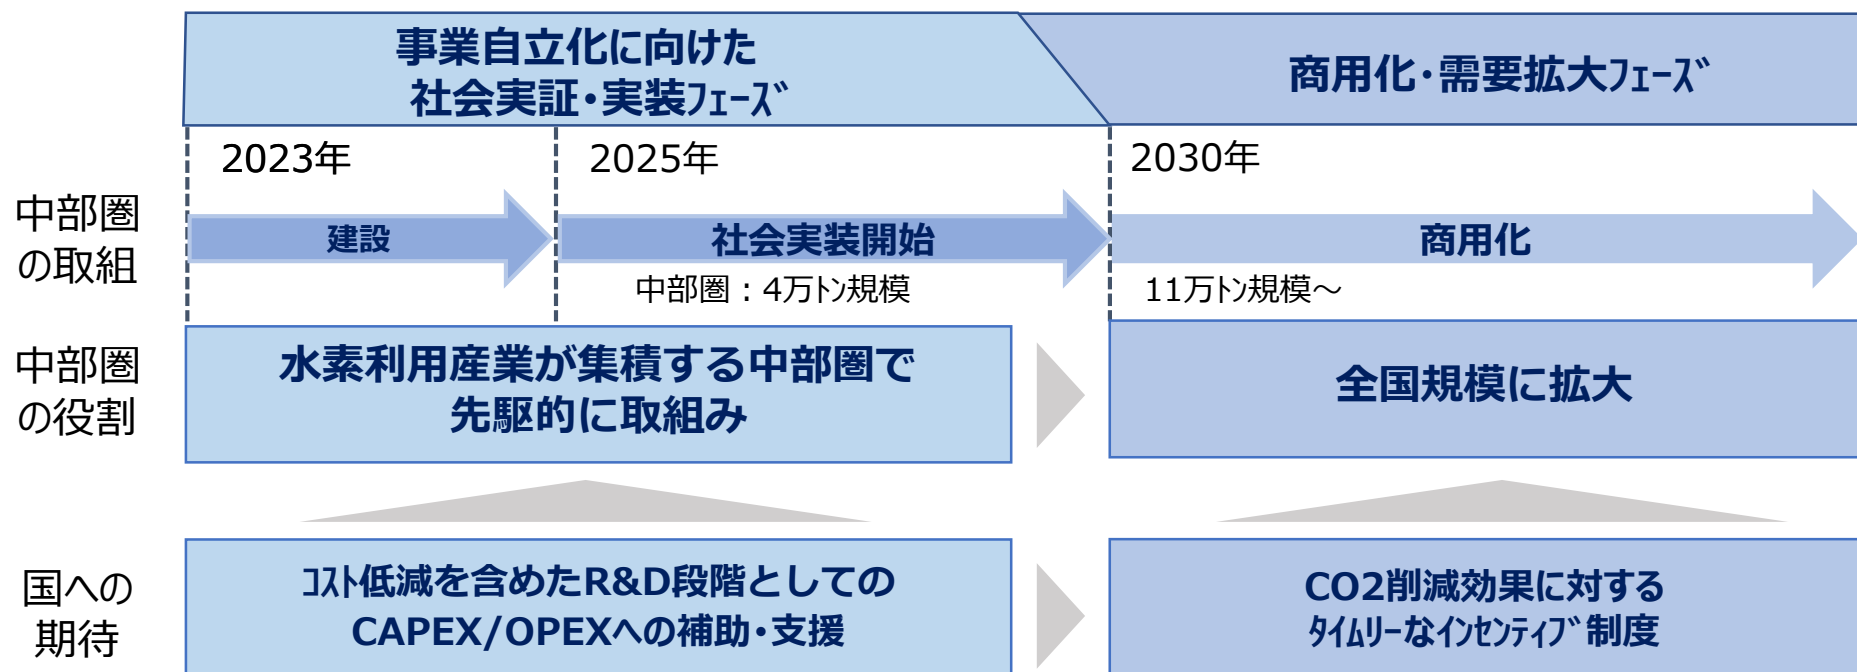 事業自立化に向けた
社会実証・実装ﾌｪｰｽﾞ
商用化・需要拡大ﾌｪｰｽﾞ
2023年
2025年
2030年
中部圏
の取組
建設
社会実装開始
商用化
中部圏：4万ﾄﾝ規模
11万ﾄﾝ規模～
中部圏
の役割
水素利用産業が集積する中部圏で
先駆的に取組み
全国規模に拡大
国への
期待
ｺｽﾄ低減を含めたR&D段階としての
CAPEX/OPEXへの補助・支援
CO2削減効果に対する
ﾀｲﾑﾘｰなｲﾝｾﾝﾃｨﾌﾞ制度